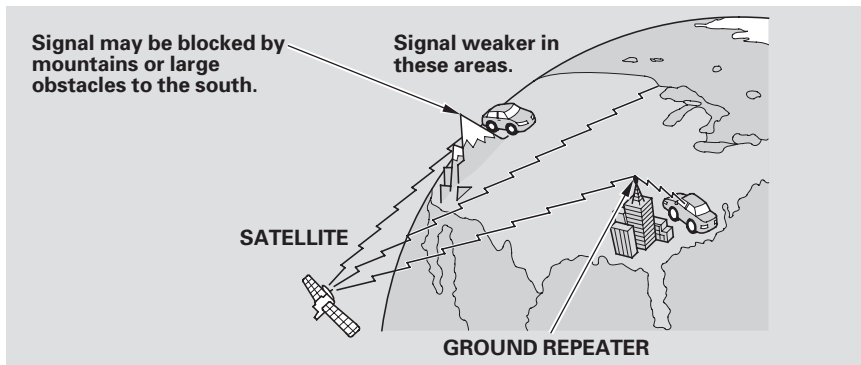 Signal may be blocked by
mountains or large
obstacles to the south.
Signal weaker in
these areas.
SATELLITE
GROUND REPEATER